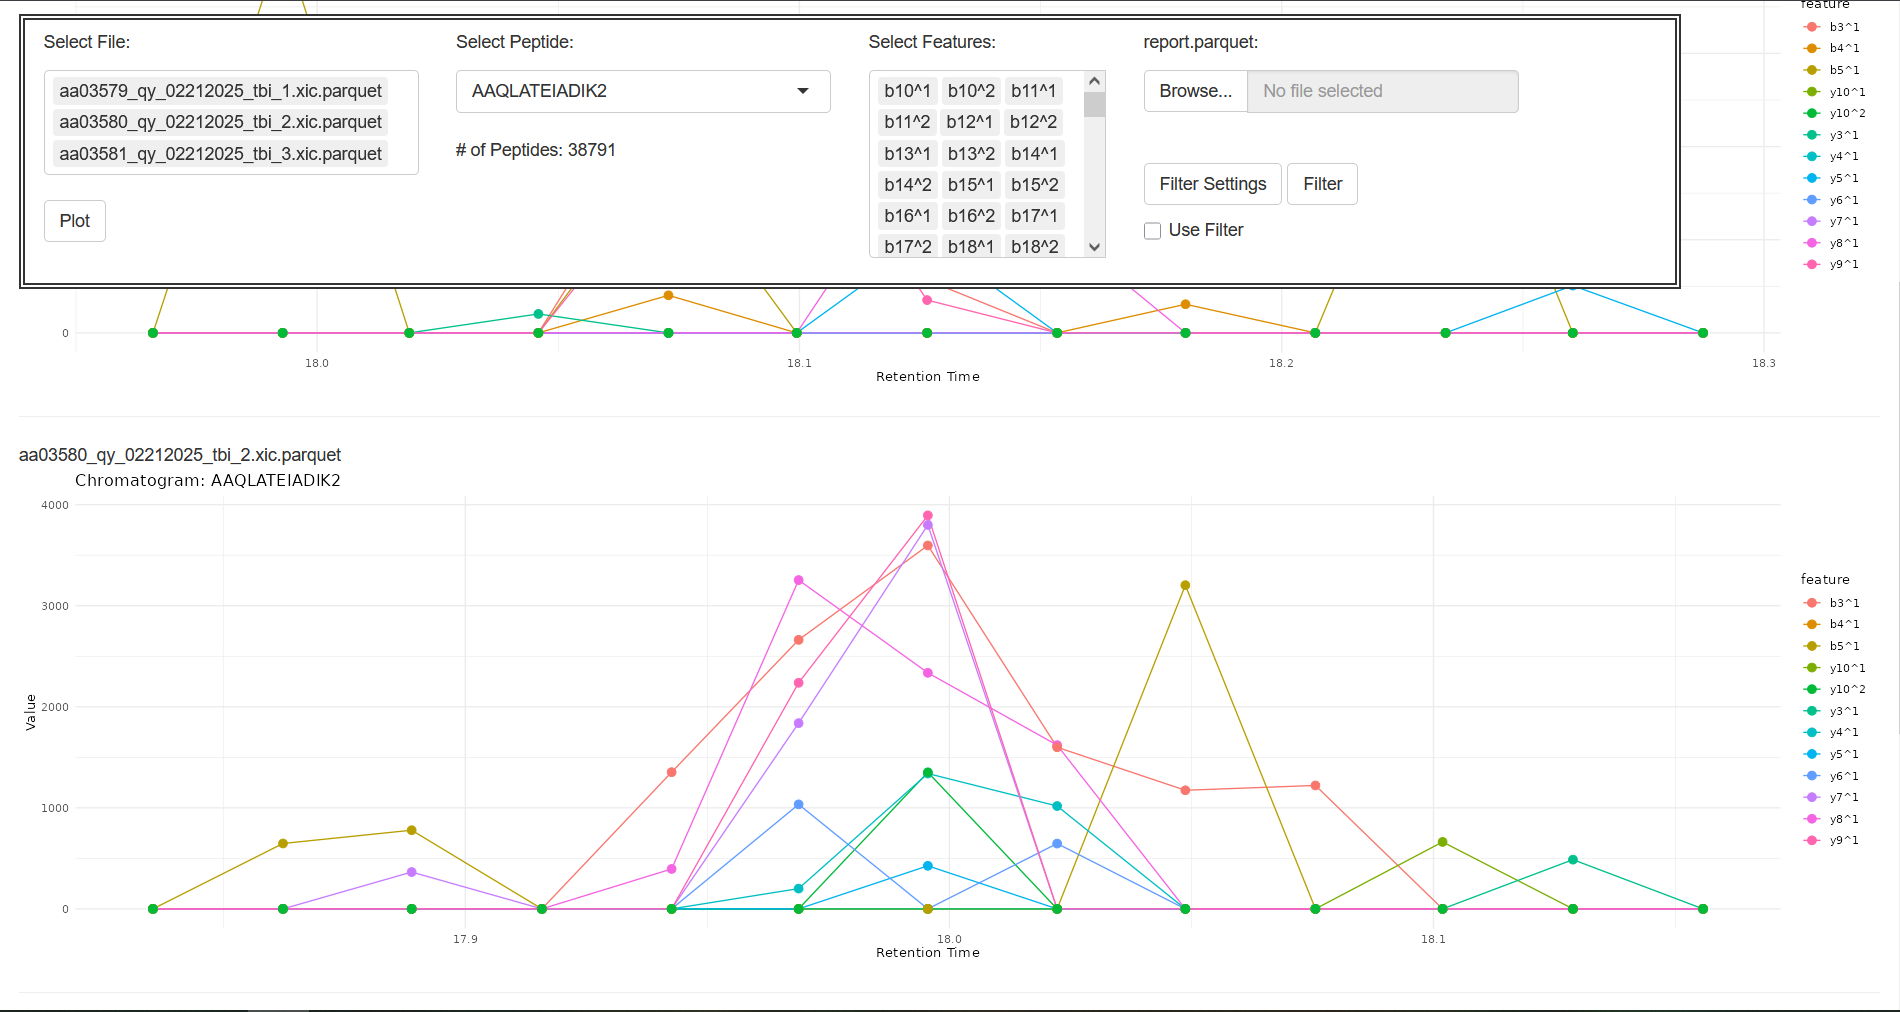 Select File:
aa03579_qy_02212025_tbi_1.xic.parquet
aa03580_qy_02212025_tbi_2.xic.parquet
aa03581_qy_02212025_tbi_3.xic.parquet
Plot
Select Peptide:
AAQLATEIADIK2
# of Peptides: 38791
Select Features:
b10^1 b10^2 b11^1
b11^2 b12^1 b12^2
b13^1 b13^2 b14^1
b14^2 b15^1 b15^2
b16^1 b16^2 b17^1
b17^2 b18^1 b18^2
report.parquet:
Browse... No file selected
Filter Settings Filter
Use Filter
feature
b3^1
b4^1
b5^1
y10^1
y10^2
y3^1
y4^1
y5^1
y6^1
y7^1
y8^1
y9^1
0
18.0 18.1 18.2 18.3
Retention Time
aa03580_qy_02212025_tbi_2.xic.parquet
Chromatogram: AAQLATEIADIK2
4000
3000
2000
1000
0
Value
17.9 18.0 18.1
Retention Time
feature
b3^1
b4^1
b5^1
y10^1
y10^2
y3^1
y4^1
y5^1
y6^1
y7^1
y8^1
y9^1